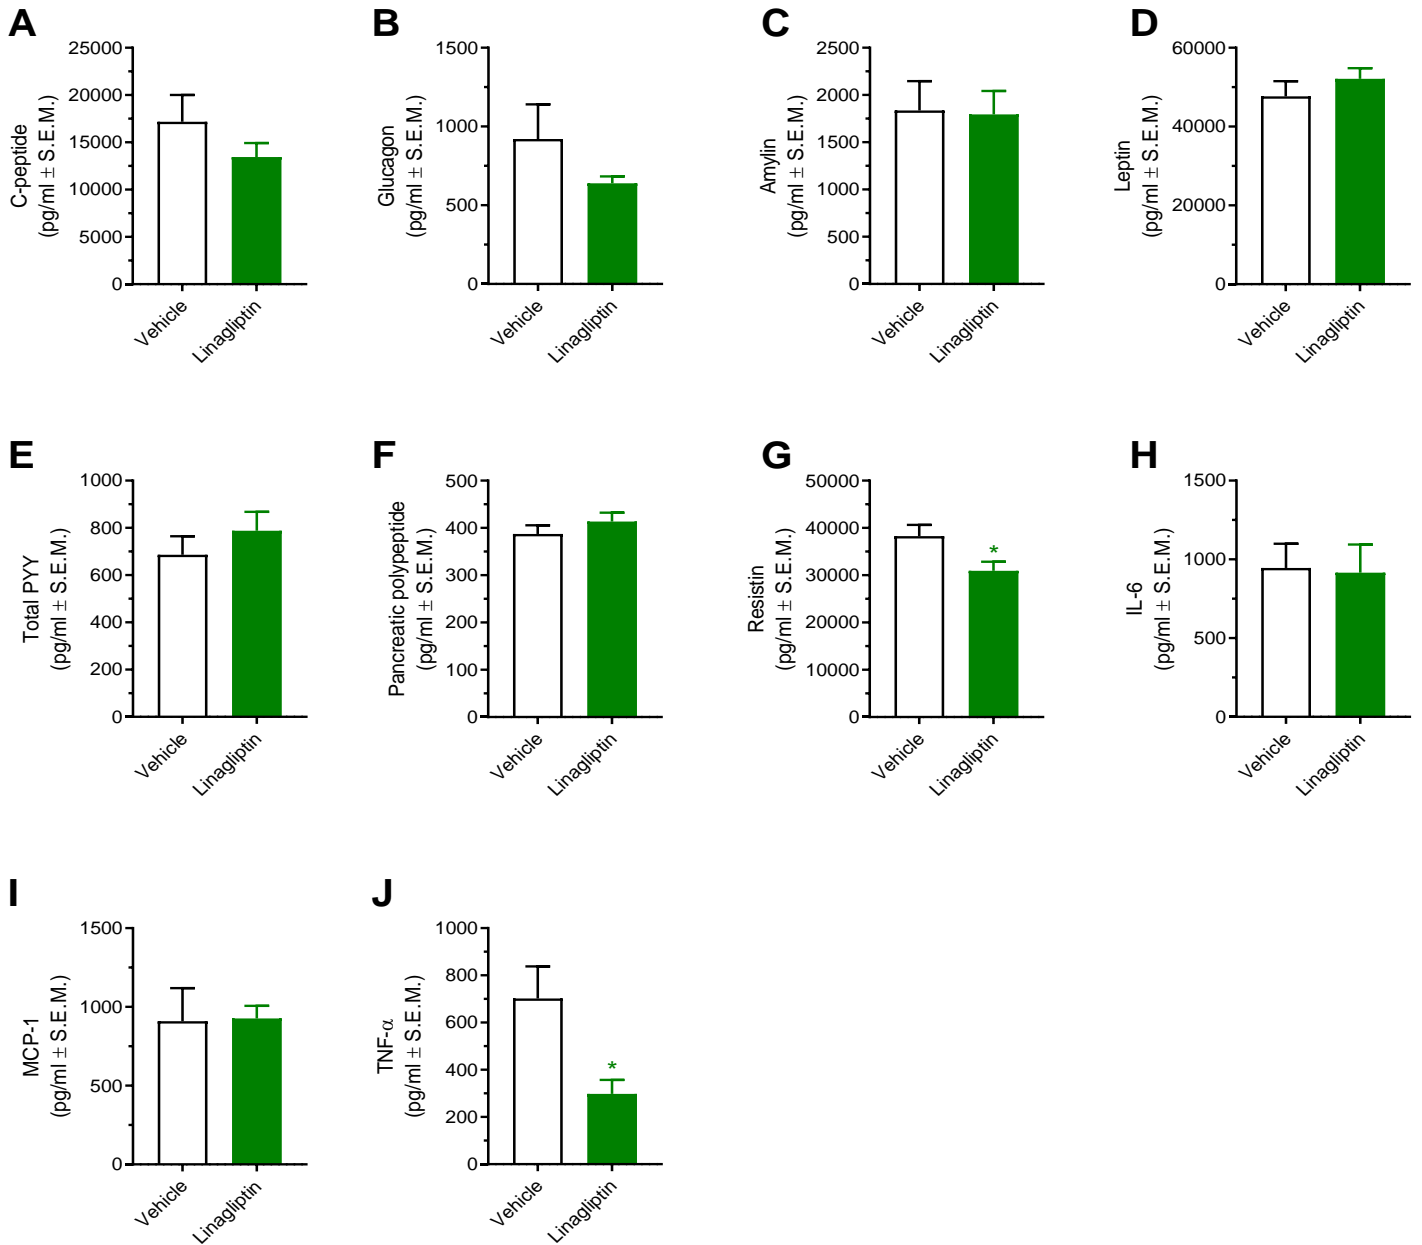 A
C-peptide
(pg/ml ± S.E.M.)
25000
20000
15000
10000
5000
0
Vehicle
Linagliptin
B
Glucagon
(pg/ml ± S.E.M.)
1500
1000
500
0
Vehicle
Linagliptin
C
Amylin
(pg/ml ± S.E.M.)
2500
2000
1500
1000
500
0
Vehicle
Linagliptin
D
Leptin
(pg/ml ± S.E.M.)
60000
40000
20000
0
Vehicle
Linagliptin
E
Total PYY
(pg/ml ± S.E.M.)
1000
800
600
400
200
0
Vehicle
Linagliptin
F
Pancreatic polypeptide
(pg/ml ± S.E.M.)
500
400
300
200
100
0
Vehicle
Linagliptin
G
Resistin
(pg/ml ± S.E.M.)
50000
40000
30000
20000
10000
0
*
Vehicle
Linagliptin
H
IL-6
(pg/ml ± S.E.M.)
1500
1000
500
0
Vehicle
Linagliptin
I
MCP-1
(pg/ml ± S.E.M.)
1500
1000
500
0
Vehicle
Linagliptin
J
TNF-α
(pg/ml ± S.E.M.)
1000
800
600
400
200
0
*
Vehicle
Linagliptin